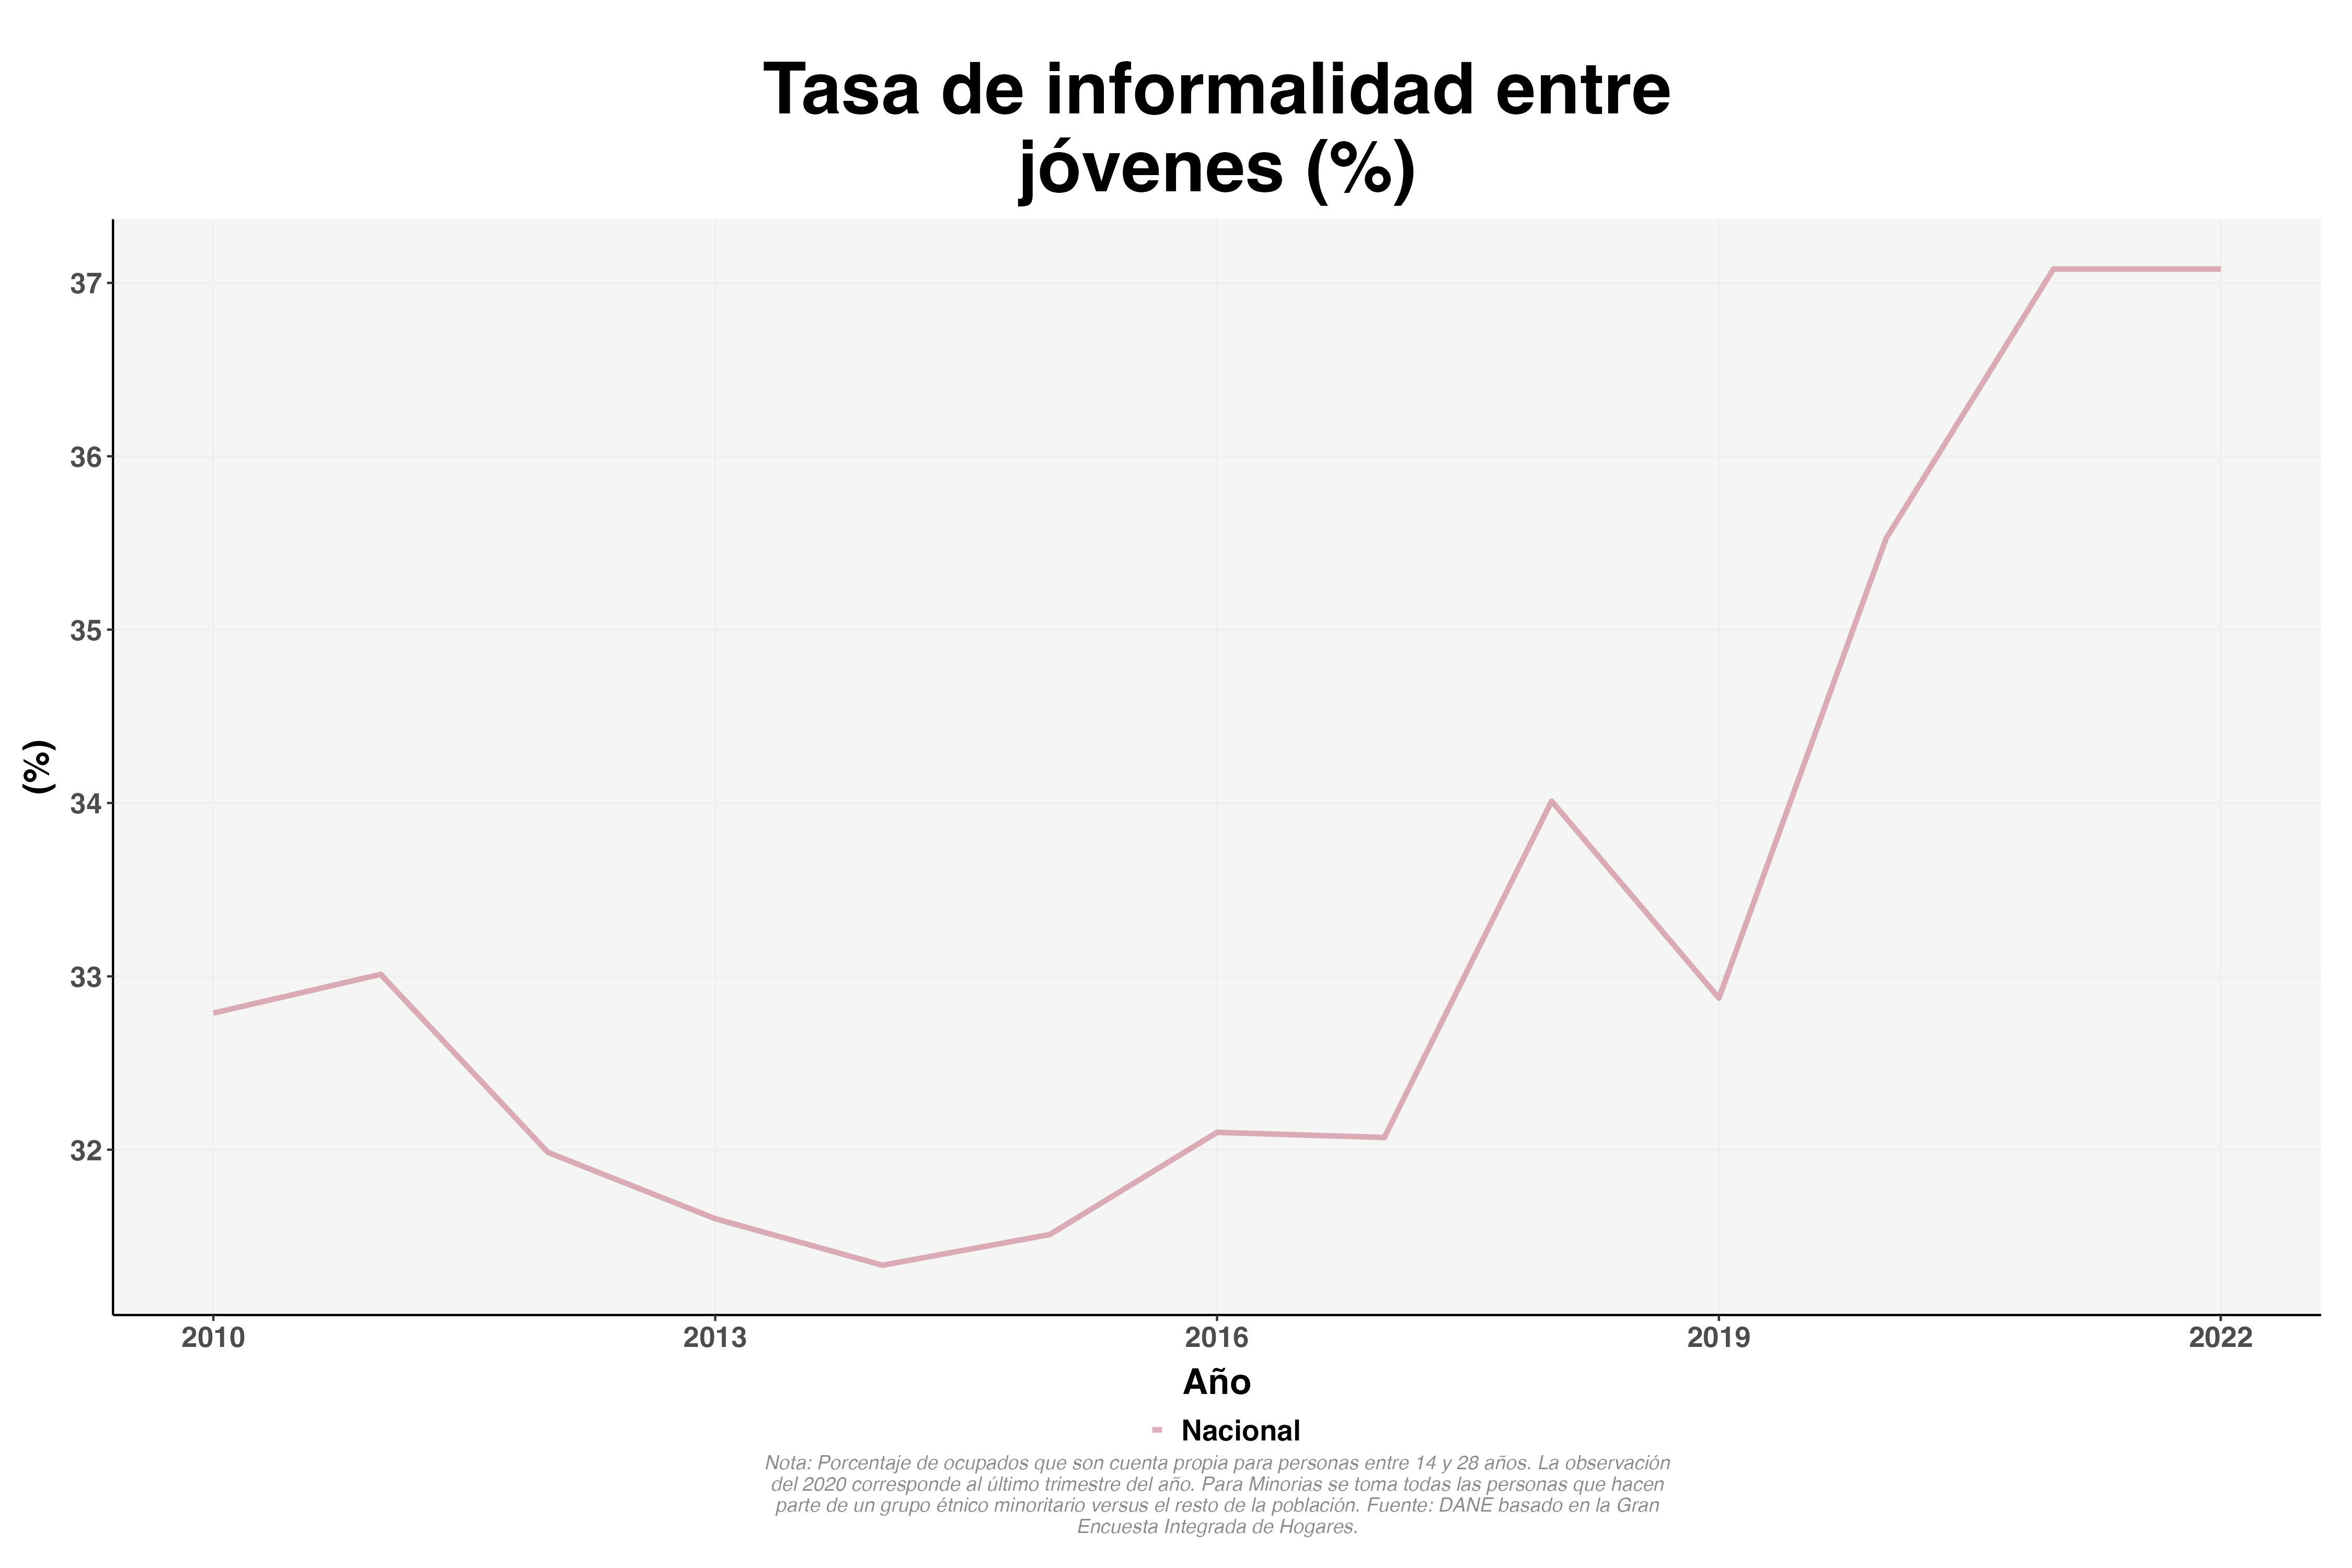 Tasa de informalidad entre
jóvenes (%)
37
36
35
34
33
32
(%)
2010
2013
2016
2019
2022
Año
Nacional
Nota: Porcentaje de ocupados que son cuenta propia para personas entre 14 y 28 años. La observación
del 2020 corresponde al último trimestre del año. Para Minorias se toma todas las personas que hacen
parte de un grupo étnico minoritario versus el resto de la población. Fuente: DANE basado en la Gran
Encuesta Integrada de Hogares.